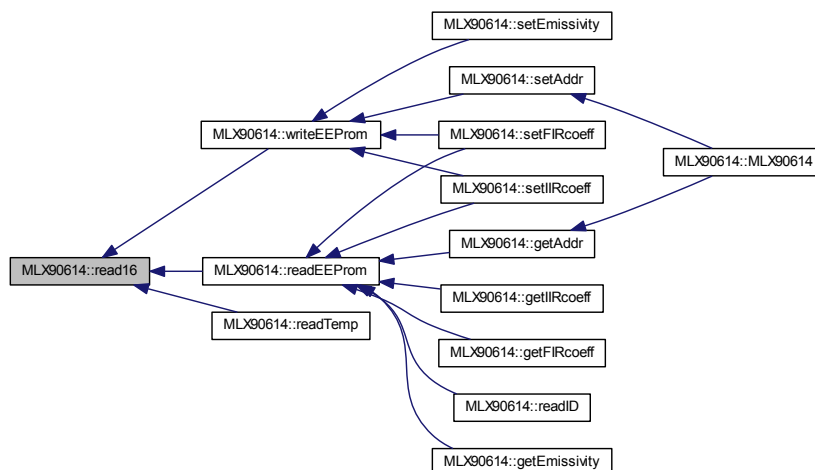 MLX90614::setEmissivity
MLX90614::setAddr
MLX90614::writeEEProm
MLX90614::setFIRcoeff
MLX90614::MLX90614
MLX90614::setIIRcoeff
MLX90614::getAddr
MLX90614::read16
MLX90614::readEEProm
MLX90614::getIIRcoeff
MLX90614::readTemp
MLX90614::getFIRcoeff
MLX90614::readID
MLX90614::getEmissivity